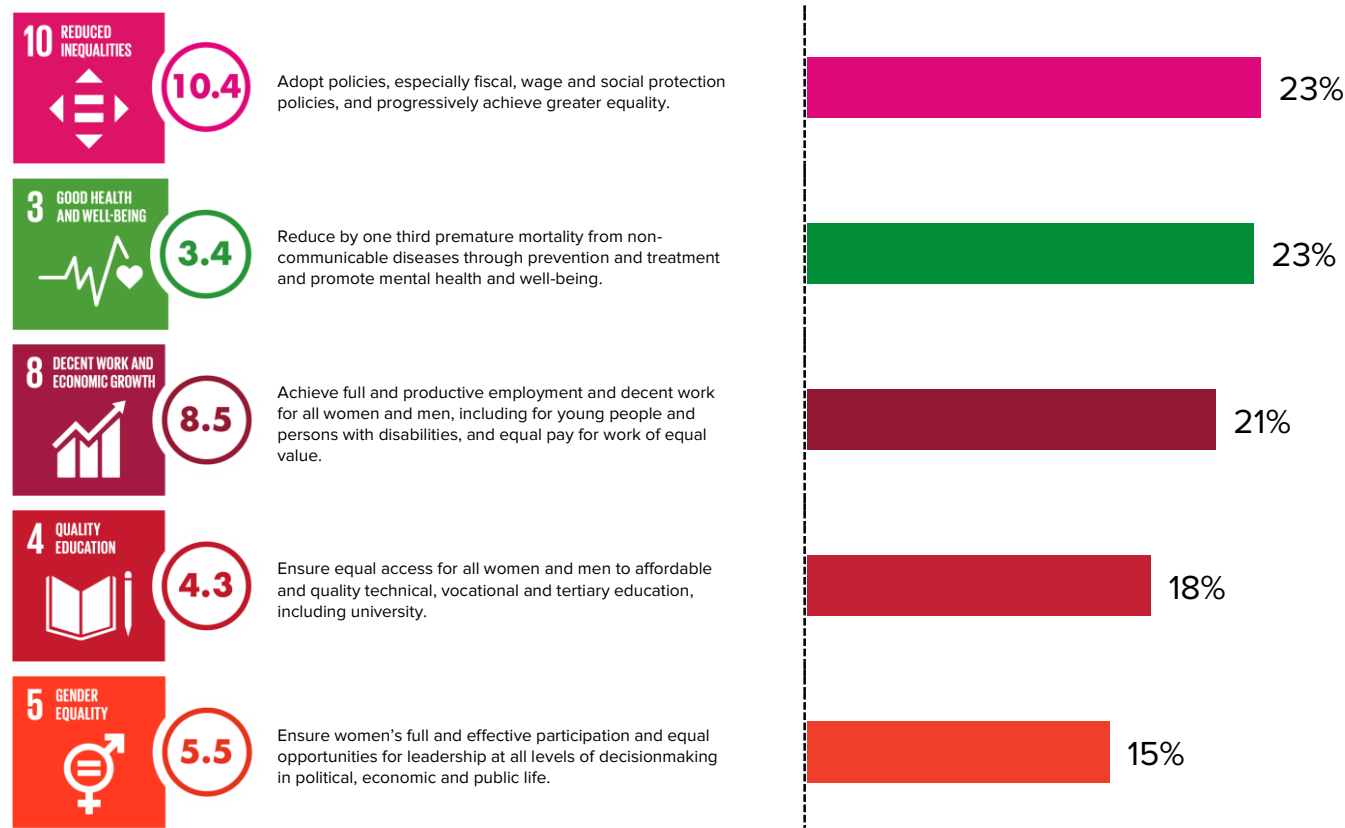 10 REDUCED
INEQUALITIES
10.4
Adopt policies, especially fiscal, wage and social protection
policies, and progressively achieve greater equality.
23%
3 GOOD HEALTH
AND WELL-BEING
3.4
Reduce by one third premature mortality from non-
communicable diseases through prevention and treatment
and promote mental health and well-being.
23%
8 DECENT WORK AND
ECONOMIC GROWTH
8.5
Achieve full and productive employment and decent work
for all women and men, including for young people and
persons with disabilities, and equal pay for work of equal
value.
21%
4 QUALITY
EDUCATION
4.3
Ensure equal access for all women and men to affordable
and quality technical, vocational and tertiary education,
including university.
18%
5 GENDER
EQUALITY
5.5
Ensure women’s full and effective participation and equal
opportunities for leadership at all levels of decisionmaking
in political, economic and public life.
15%